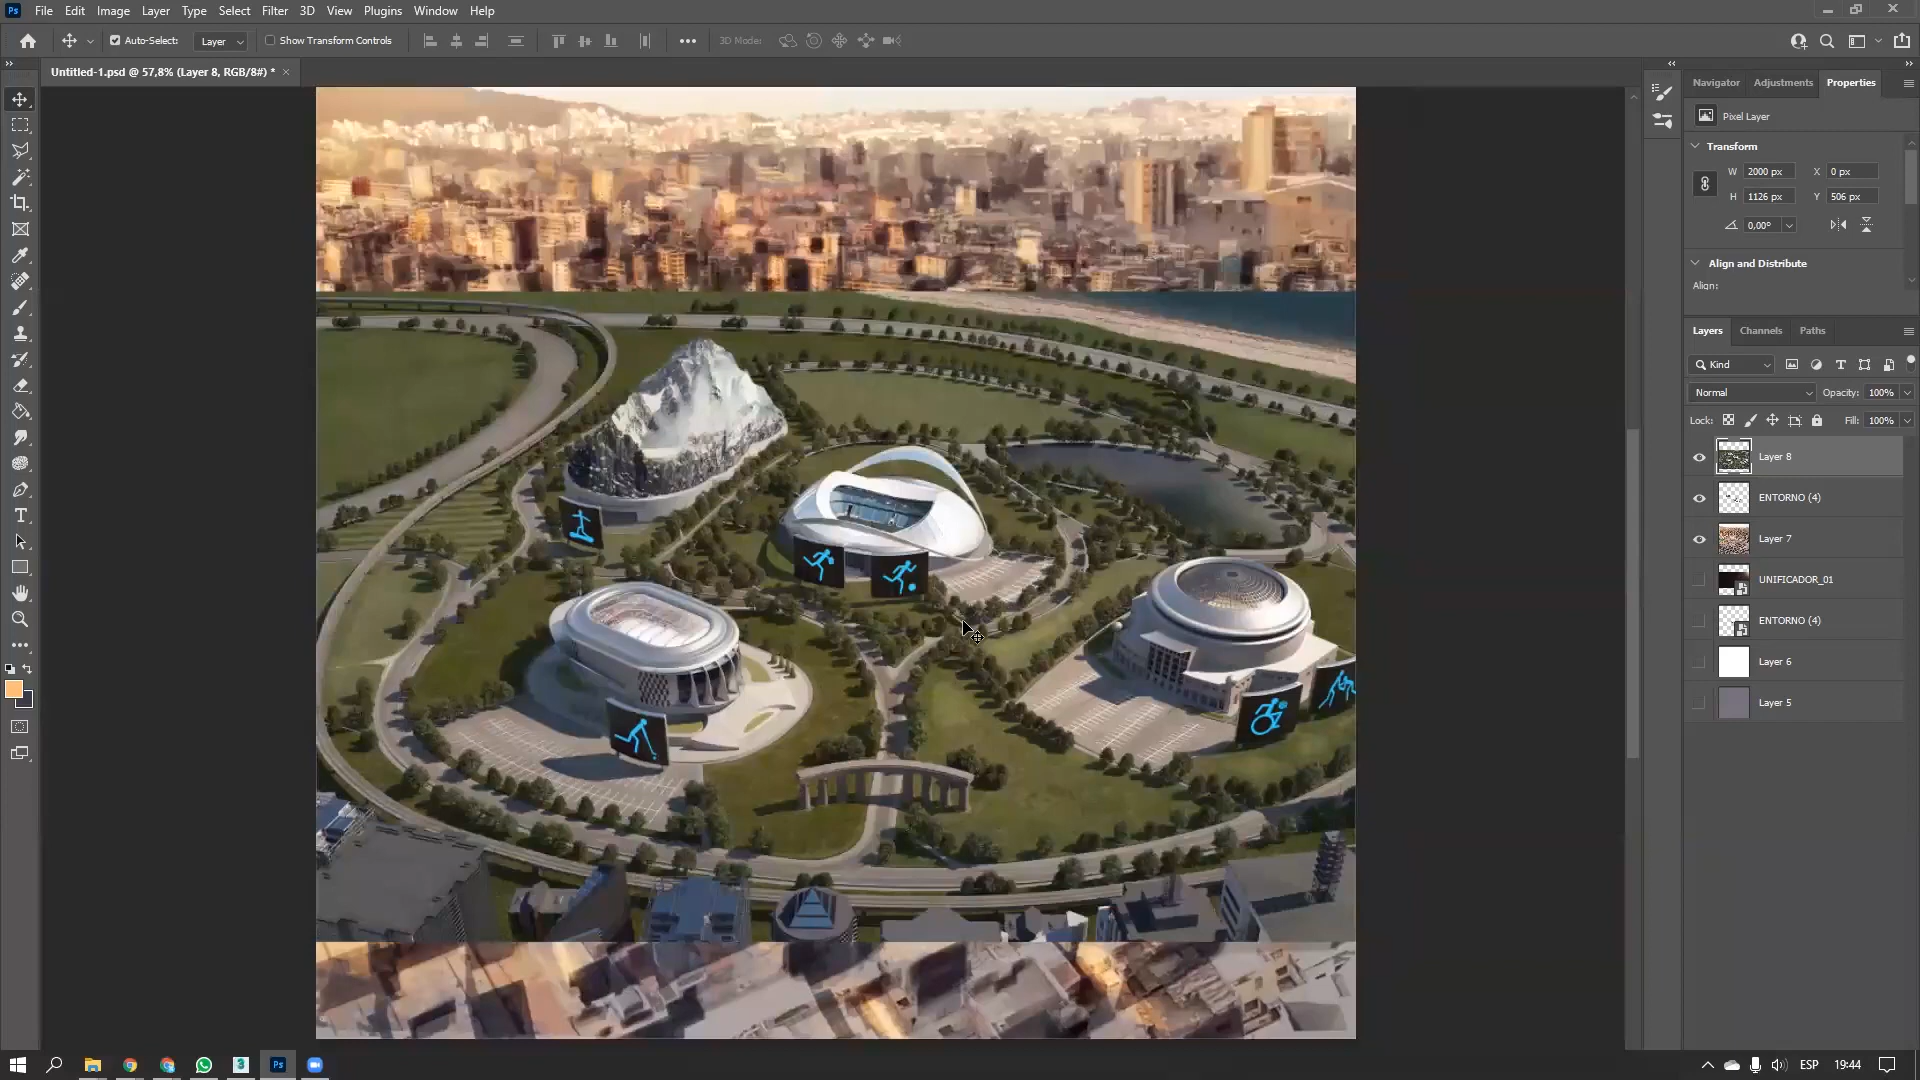 Ps File Edit Image Layer Type Select Filter 3D View Plugins Window Help
Auto-Select: Layer Show Transform Controls 3D Mode:
Untitled-1.psd @ 57,8% (Layer 8, RGB/8#) *
Navigator Adjustments Properties
Pixel Layer
Transform
W 2000 px X 0 px
H 1126 px Y 506 px
0,00°
Align and Distribute
Align:
Layers Channels Paths
Kind
Normal Opacity: 100%
Lock: Fill: 100%
Layer 8
ENTORNO (4)
Layer 7
UNIFICADOR_01
ENTORNO (4)
Layer 6
Layer 5
3 Ps ESP 19:44